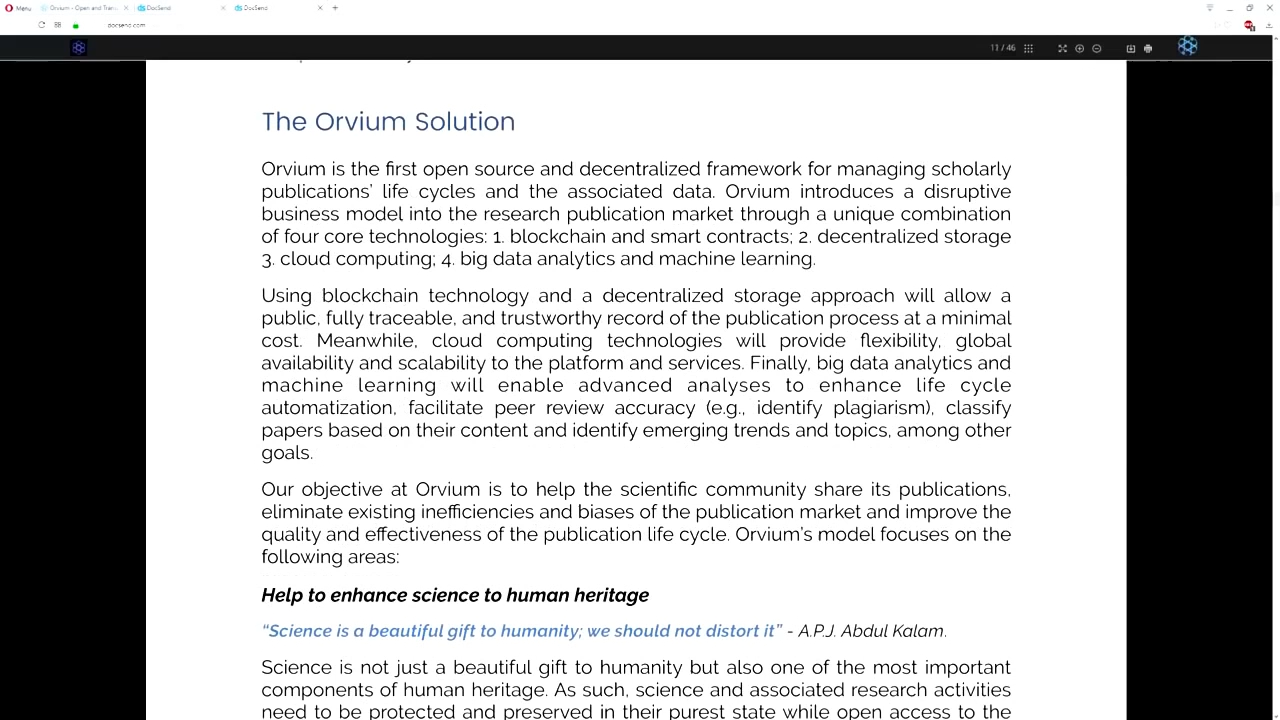 Menu
Orvium - Open and Tran
DocSend
DocSend
docsend.com
11 / 46
The Orvium Solution
Orvium is the first open source and decentralized framework for managing scholarly
publications' life cycles and the associated data. Orvium introduces a disruptive
business model into the research publication market through a unique combination
of four core technologies: 1. blockchain and smart contracts; 2. decentralized storage
3. cloud computing; 4. big data analytics and machine learning.
Using blockchain technology and a decentralized storage approach will allow a
public, fully traceable, and trustworthy record of the publication process at a minimal
cost. Meanwhile, cloud computing technologies will provide flexibility, global
availability and scalability to the platform and services. Finally, big data analytics and
machine learning will enable advanced analyses to enhance life cycle
automatization, facilitate peer review accuracy (e.g., identify plagiarism), classify
papers based on their content and identify emerging trends and topics, among other
goals.
Our objective at Orvium is to help the scientific community share its publications,
eliminate existing inefficiencies and biases of the publication market and improve the
quality and effectiveness of the publication life cycle. Orvium's model focuses on the
following areas:
Help to enhance science to human heritage
"Science is a beautiful gift to humanity; we should not distort it" - A.P.J. Abdul Kalam.
Science is not just a beautiful gift to humanity but also one of the most important
components of human heritage. As such, science and associated research activities
need to be protected and preserved in their purest state while open access to the